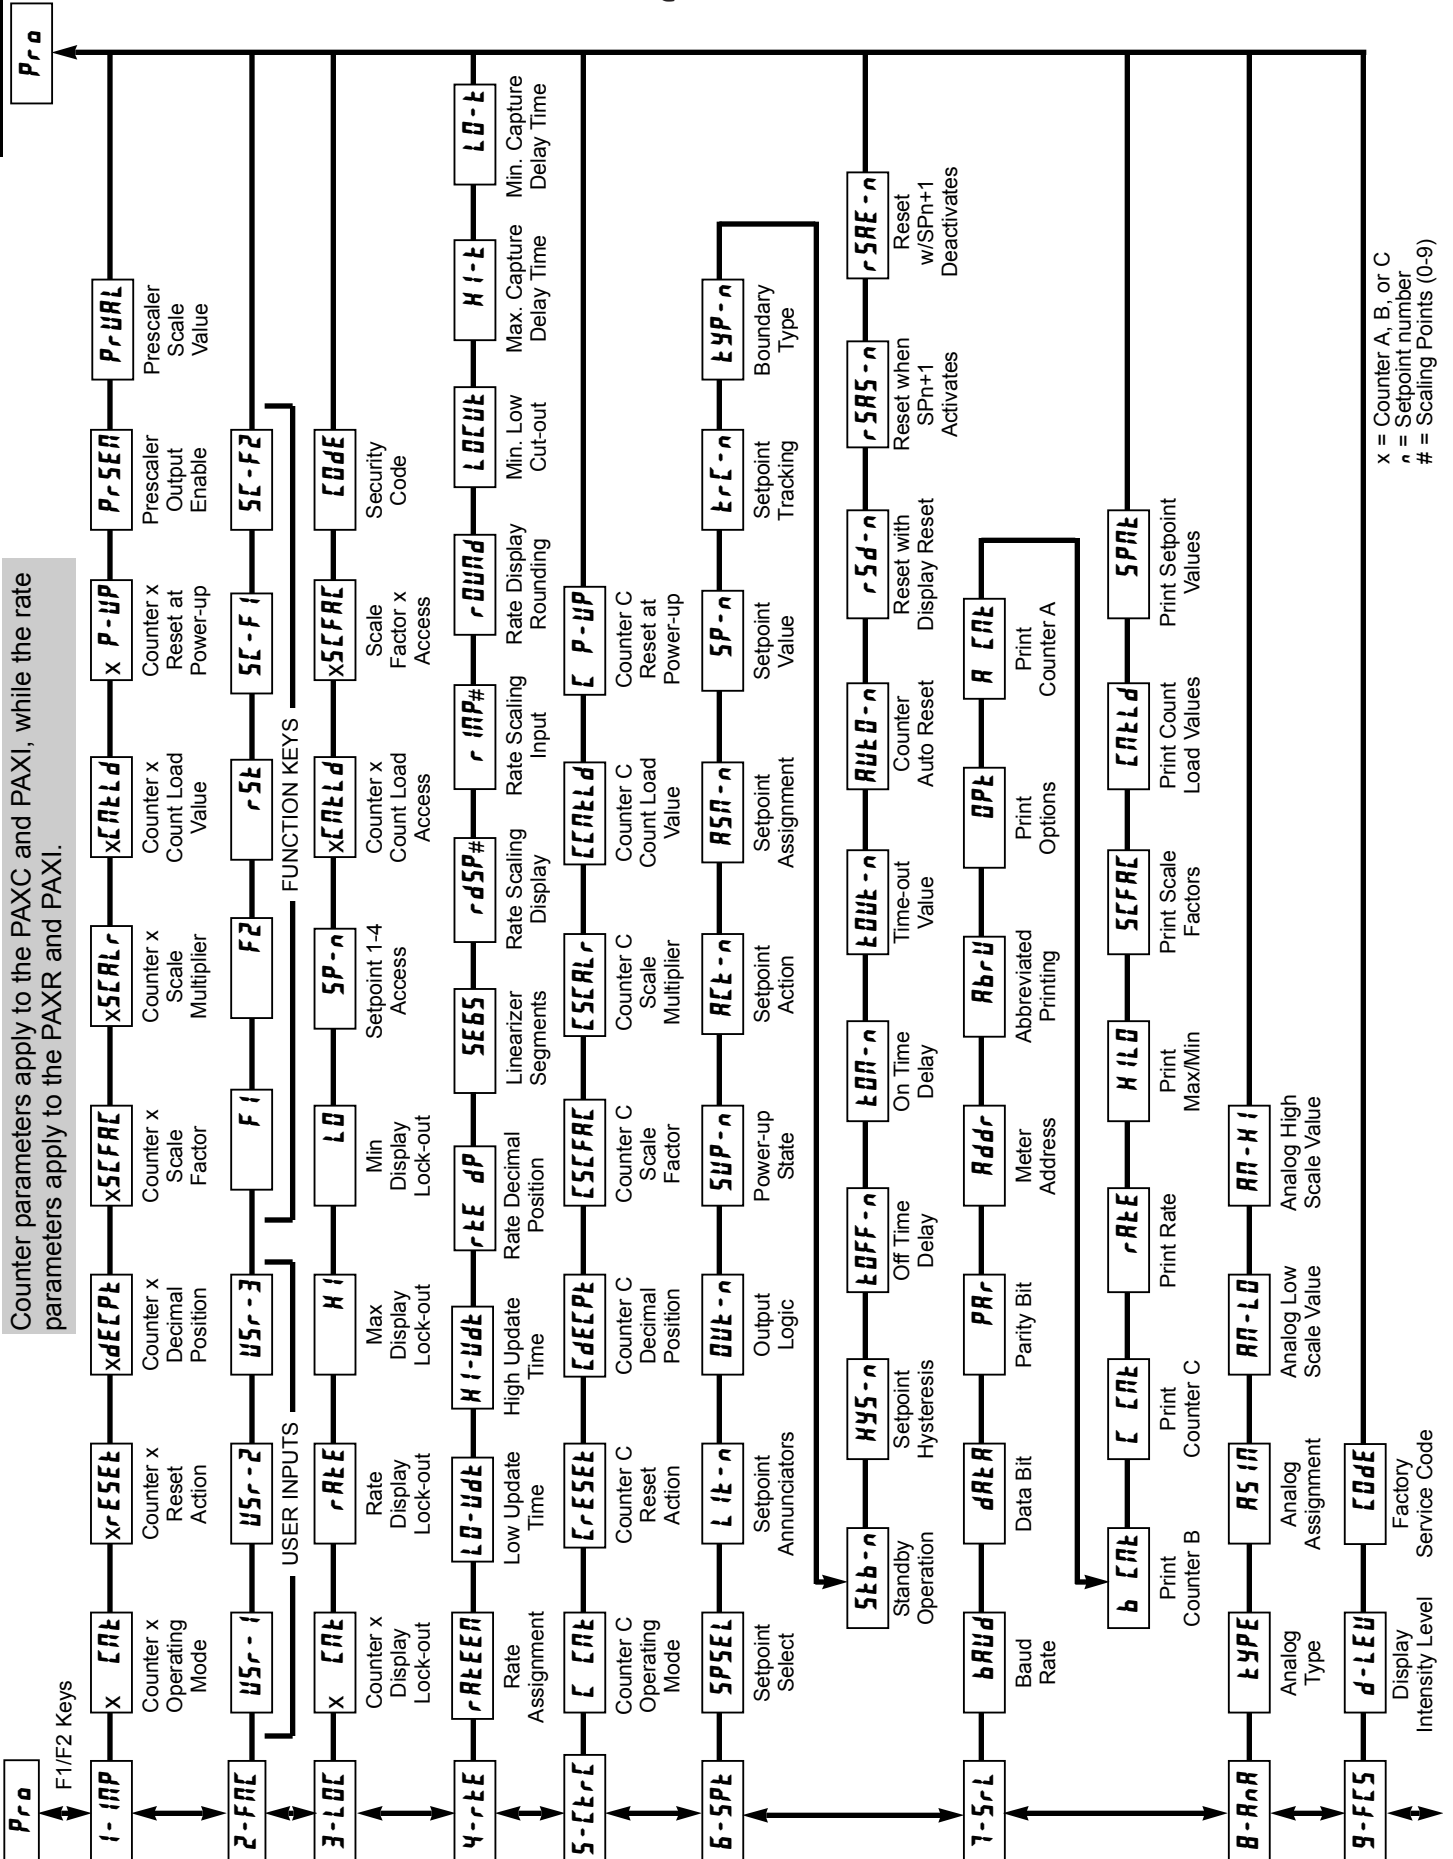 Counter parameters apply to the PAXC and PAXI, while the rate
parameters apply to the PAXR and PAXI.
Pro
F1/F2 Keys
Pro
1-INP
x CNt
Counter x
Operating
Mode
xrESEt
Counter x
Reset
Action
xdECPt
Counter x
Decimal
Position
xSCFAC
Counter x
Scale
Factor
xSCALr
Counter x
Scale
Multiplier
xCNtLd
Counter x
Count Load
Value
x P-UP
Counter x
Reset at
Power-up
PrSEN
Prescaler
Output
Enable
PrVAL
Prescaler
Scale
Value
2-FNC
USr-1
USr-2
USr-3
F1
F2
rSt
SC-F1
SC-F2
USER INPUTS
FUNCTION KEYS
3-LOC
x CNt
Counter x
Display
Lock-out
rAtE
Rate
Display
Lock-out
HI
Max
Display
Lock-out
LO
Min
Display
Lock-out
SP-n
Setpoint 1-4
Access
xCNtLd
Counter x
Count Load
Access
xSCFAC
Scale
Factor x
Access
COdE
Security
Code
4-rtE
rAtEEN
Rate
Assignment
LO-Udt
Low Update
Time
HI-Udt
High Update
Time
rtE dP
Rate Decimal
Position
SEGS
Linearizer
Segments
rdSP#
Rate Scaling
Display
r INP#
Rate Scaling
Input
rOUNd
Rate Display
Rounding
LOCUt
Min. Low
Cut-out
HI-t
Max. Capture
Delay Time
LO-t
Min. Capture
Delay Time
5-CtrC
C CNt
Counter C
Operating
Mode
CrESEt
Counter C
Reset
Action
CdECPt
Counter C
Decimal
Position
CSCFAC
Counter C
Scale
Factor
CSCALr
Counter C
Scale
Multiplier
CCNtLd
Counter C
Count Load
Value
C P-UP
Counter C
Reset at
Power-up
6-SPt
SPSEL
Setpoint
Select
LIt-n
Setpoint
Annunciators
OUt-n
Output
Logic
SUP-n
Power-up
State
ACt-n
Setpoint
Action
ASN-n
Setpoint
Assignment
SP-n
Setpoint
Value
trC-n
Setpoint
Tracking
tYP-n
Boundary
Type
Stb-n
Standby
Operation
HYS-n
Setpoint
Hysteresis
tOFF-n
Off Time
Delay
tON-n
On Time
Delay
tOUt-n
Time-out
Value
AUtO-n
Counter
Auto Reset
rSd-n
Reset with
Display Reset
rSAS-n
Reset when
SPn+1
Activates
rSAE-n
Reset
w/SPn+1
Deactivates
7-SrL
bAUd
Baud
Rate
dAtA
Data Bit
PAr
Parity Bit
Addr
Meter
Address
AbrV
Abbreviated
Printing
OPt
Print
Options
A CNt
Print
Counter A
b CNt
Print
Counter B
C CNt
Print
Counter C
rAtE
Print Rate
HILO
Print
Max/Min
SCFAC
Print Scale
Factors
CNtLd
Print Count
Load Values
SPNt
Print Setpoint
Values
8-AnA
tYPE
Analog
Type
ASIN
Analog
Assignment
AN-LO
Analog Low
Scale Value
AN-HI
Analog High
Scale Value
9-FCS
d-LEV
Display
Intensity Level
COdE
Factory
Service Code
x = Counter A, B, or C
n = Setpoint number
# = Scaling Points (0-9)